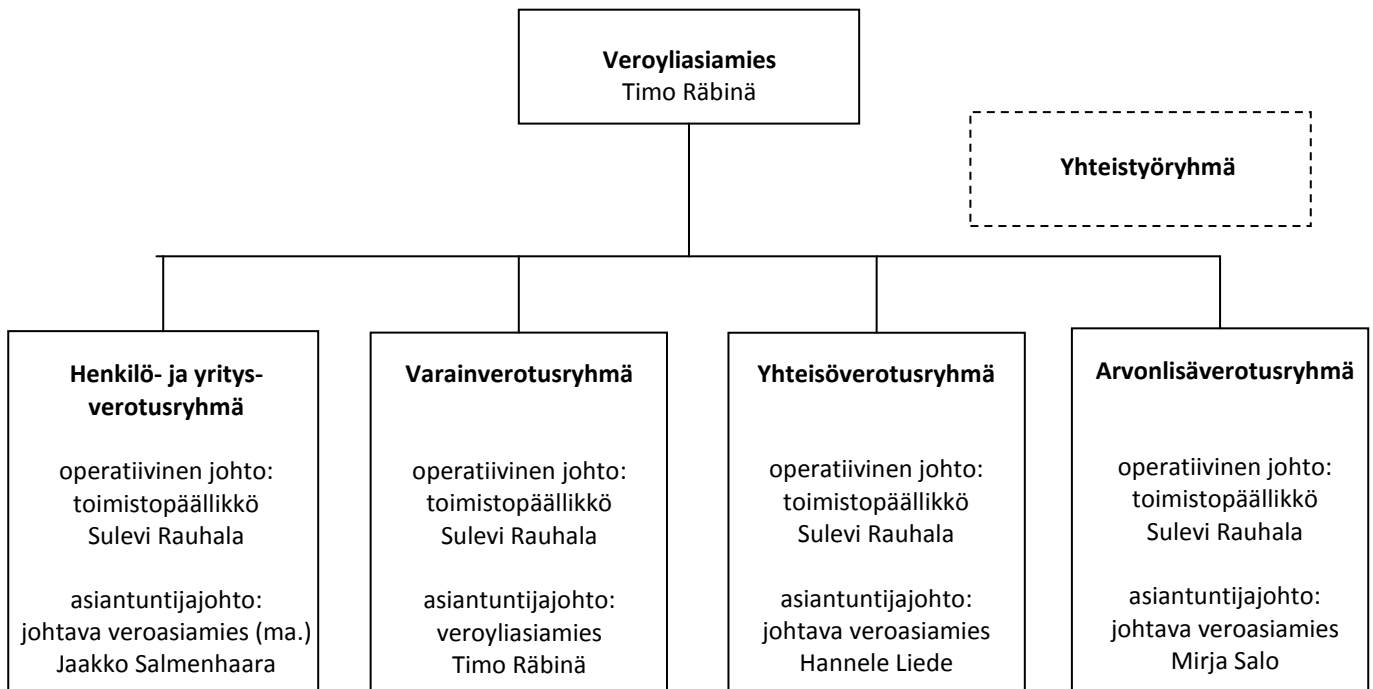 Veroyliasiamies
Timo Räbinä
Yhteistyöryhmä
Henkilö- ja yritys-
verotusryhmä
operatiivinen johto:
toimistopäällikkö
Sulevi Rauhala
asiantuntijajohto:
johtava veroasiamies (ma.)
Jaakko Salmenhaara
Varainverotusryhmä
operatiivinen johto:
toimistopäällikkö
Sulevi Rauhala
asiantuntijajohto:
veroyliasiamies
Timo Räbinä
Yhteisöverotusryhmä
operatiivinen johto:
toimistopäällikkö
Sulevi Rauhala
asiantuntijajohto:
johtava veroasiamies
Hannele Liede
Arvonlisäverotusryhmä
operatiivinen johto:
toimistopäällikkö
Sulevi Rauhala
asiantuntijajohto:
johtava veroasiamies
Mirja Salo